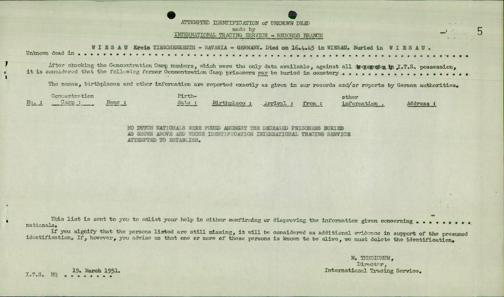 5
ATTEMPTED IDENTIFICATION of UNKNOWN DEAD
made by
INTERNATIONAL TRACING SERVICE - RECORDS BRANCH
Unknown dead in . . . W I E S A U Kreis TIRSCHENREUTH - BAVARIA - GERMANY. Died on 16.4.45 in WIESAU. Buried in W I E S A U .
After checking the Concentration Camp numbers, which were the only data available, against all I.T.S. possession,
it is considered that the following former Concentration Camp prisoners may be buried in cemetery . . . . . . . . . . . . . . . .
The names, birthplaces and other information are reported exactly as given in our records and/or reports by German authorities.
Concentration Birth- other
No. : Camp : Name : date : Birthplace : Arrival : from : information . Address :
NO DUTCH NATIONALS WERE FOUND AMONGST THE DECEASED PRISONERS BURIED
AS SHOWN ABOVE AND WHOSE IDENTIFICATION INTERNATIONAL TRACING SERVICE
ATTEMPTED TO ESTABLISH.
This list is sent to you to enlist your help in either confirming or disproving the information given concerning . . . . . . . . .
nationals.
If you signify that the persons listed are still missing, it will be considered as additional evidence in support of the presumed
identification. If, however, you advise us that one or more of these persons is known to be alive, we must delete the identification.
Director,
I.T.S. 19. March 1951. International Tracing Service.